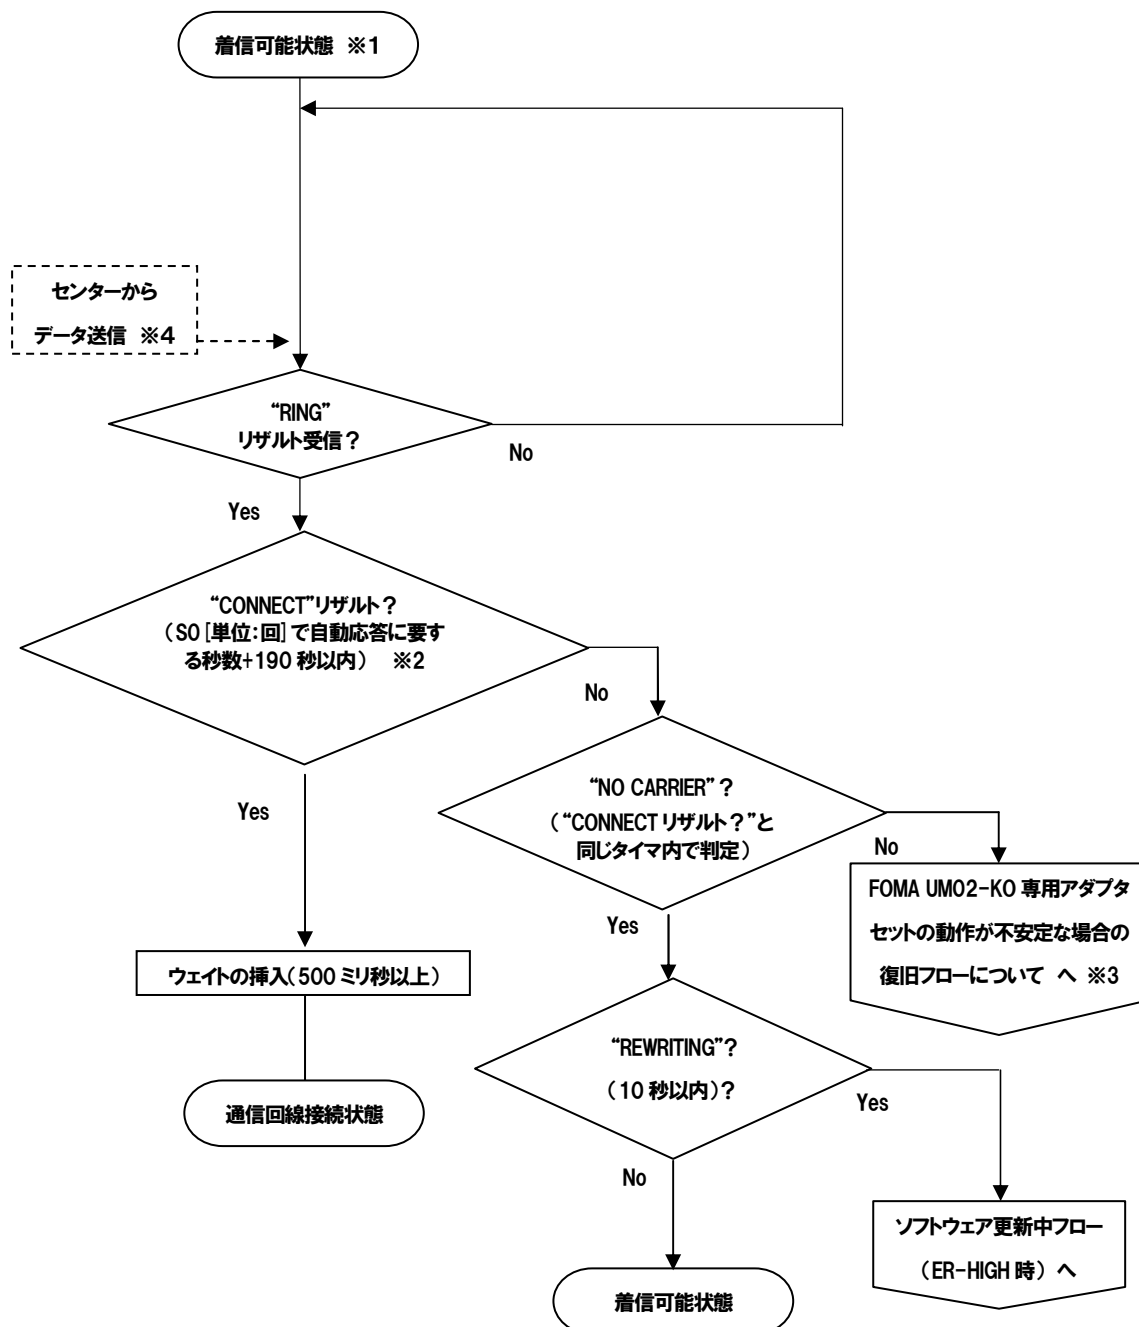 着信可能状態 ※1
センターから
データ送信 ※4
“RING”
リザルト受信？
No
Yes
“CONNECT”リザルト？
（S0［単位：回］で自動応答に要す
る秒数+190 秒以内） ※2
No
Yes
“NO CARRIER”？
（“CONNECT リザルト？”と
同じタイマ内で判定）
No
Yes
FOMA UM02-KO 専用アダプタ
セットの動作が不安定な場合の
復旧フローについて へ ※3
ウェイトの挿入（500 ミリ秒以上）
“REWRITING”？
（10 秒以内）？
Yes
No
通信回線接続状態
ソフトウェア更新中フロー
（ER-HIGH 時） へ
着信可能状態